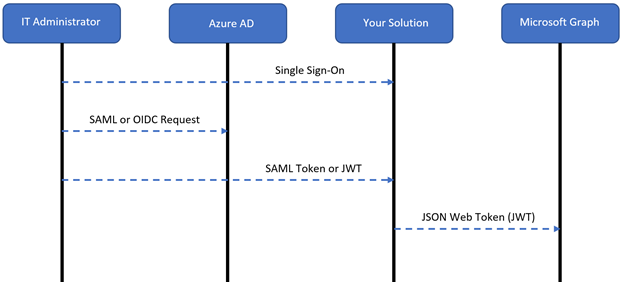 IT Administrator
Azure AD
Your Solution
Microsoft Graph
Single Sign-On
SAML or OIDC Request
SAML Token or JWT
JSON Web Token (JWT)